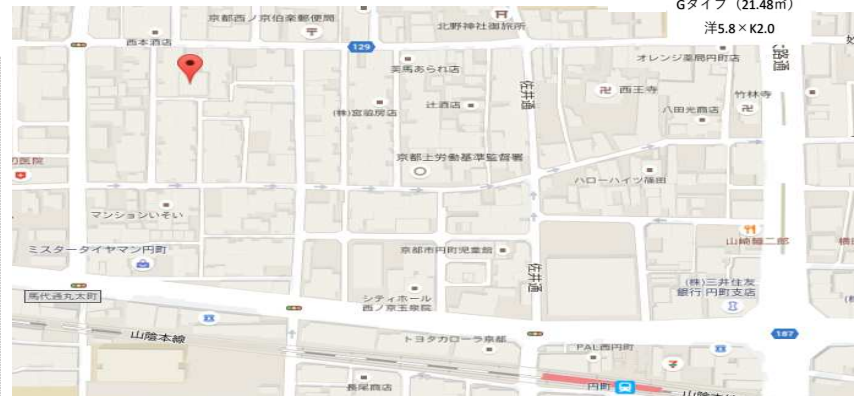 Gタイプ（21.48㎡）
洋5.8×K2.0
京都西ノ京伯楽郵便局
北野神社御旅所
西本酒店
129
美馬あられ店
オレンジ薬局円町店
佐井通
西王寺
竹林寺
辻酒店
(株)宮脇房店
八田光商店
京都上労働基準監督署
ハローハイツ篠田
マンションいそい
ミスタータイヤマン円町
京都市円町児童館
山崎麺二郎
佐井通
(株)三井住友
銀行円町支店
馬代通丸太町
シティホール
西ノ京玉泉院
187
山陰本線
トヨタカローラ京都
PAL西円町
長尾商店
円町
山陰本線